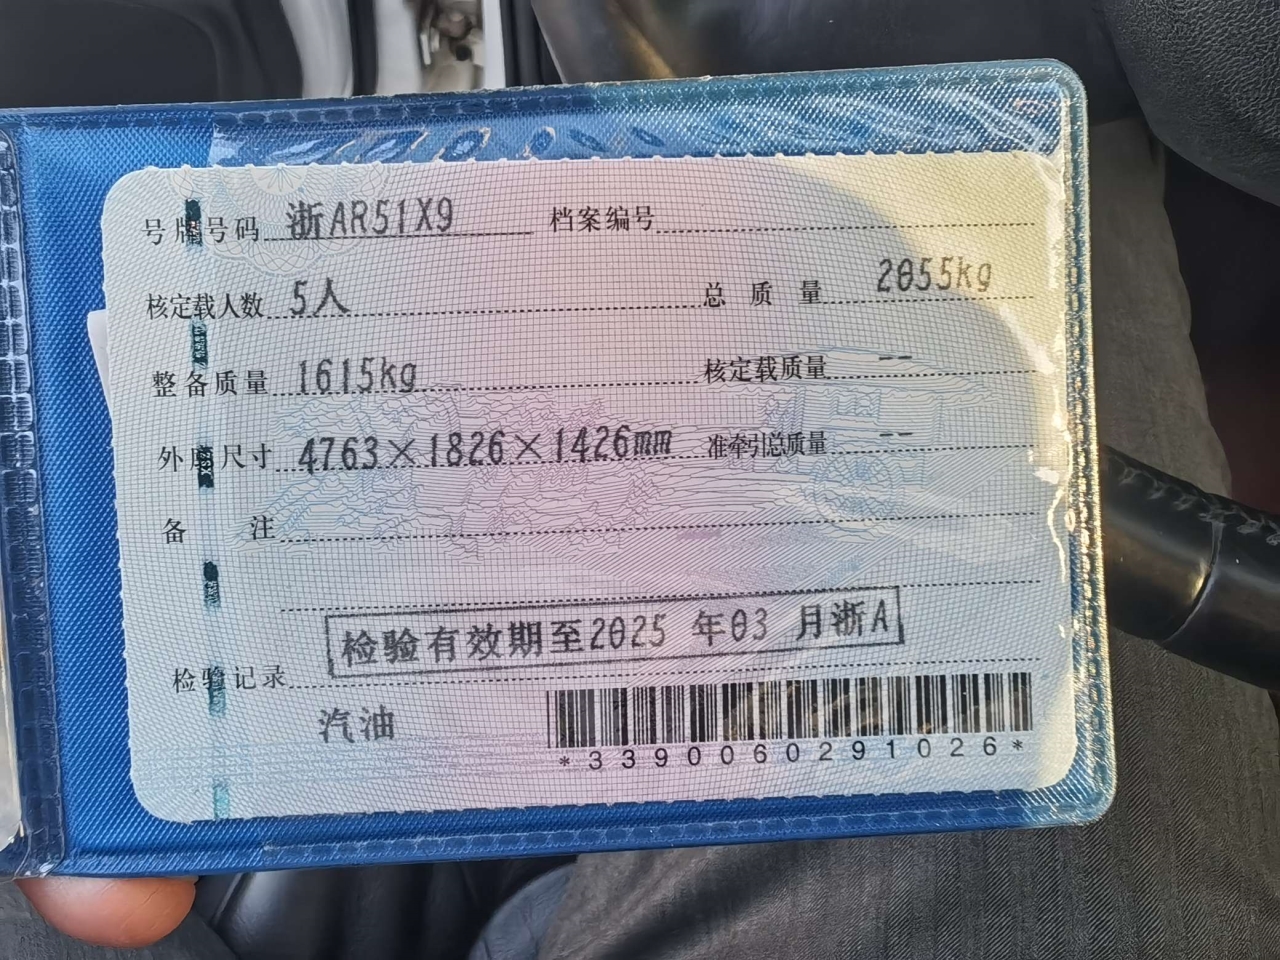 号牌号码 浙AR51X9 档案编号
核定载人数 5人 总质量 2055kg
整备质量 1615kg 核定载质量 --
外廓尺寸 4763×1826×1426mm 准牵引总质量 --
备注
检验有效期至2025年03月浙A
检验记录
汽油
*3390060291026*